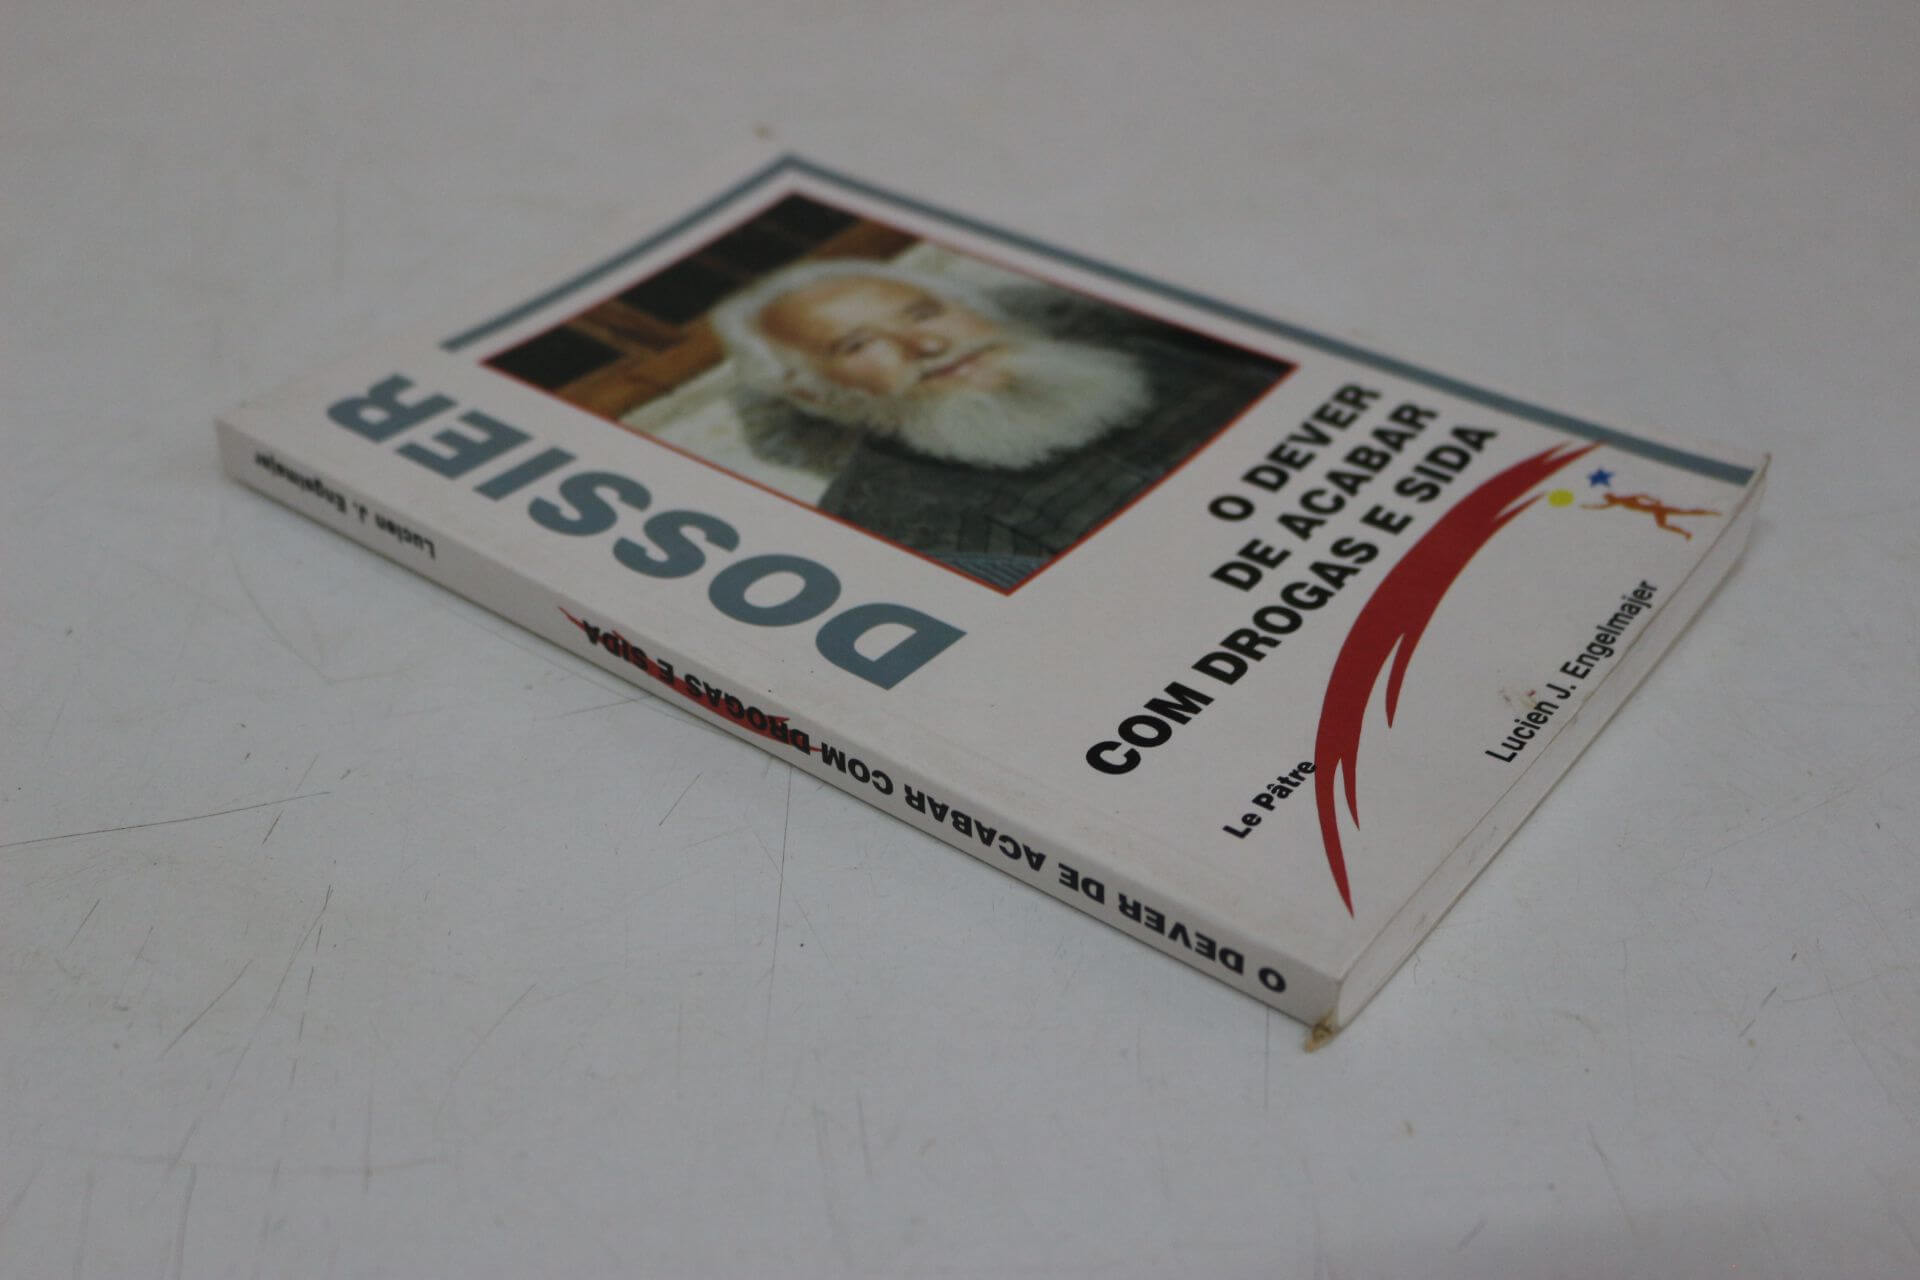 DOSSIER
O DEVER
DE ACABAR
COM DROGAS E SIDA
Le Pâtre
Lucien J. Engelmajer
O DEVER DE ACABAR COM DROGAS E SIDA
Lucien J. Engelmajer